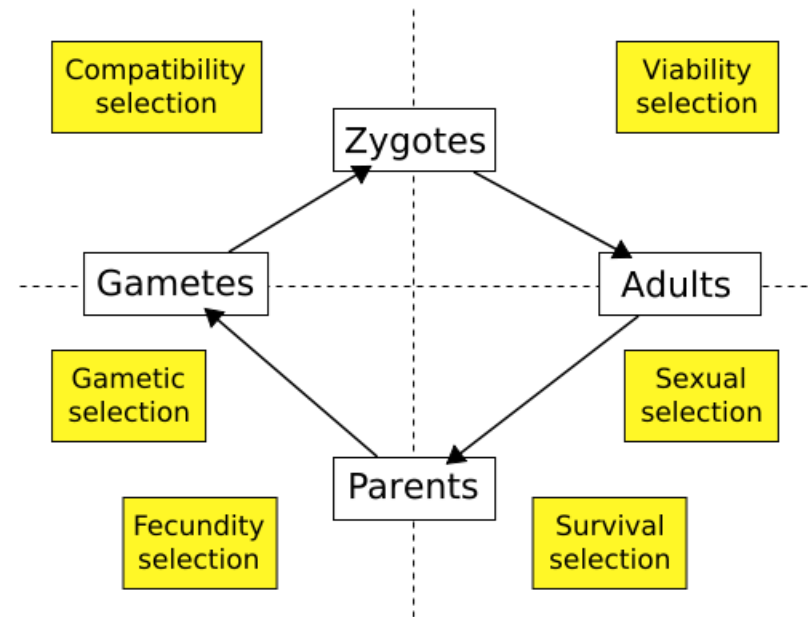 Compatibility
selection
Viability
selection
Zygotes
Gametes
Adults
Gametic
selection
Sexual
selection
Parents
Fecundity
selection
Survival
selection